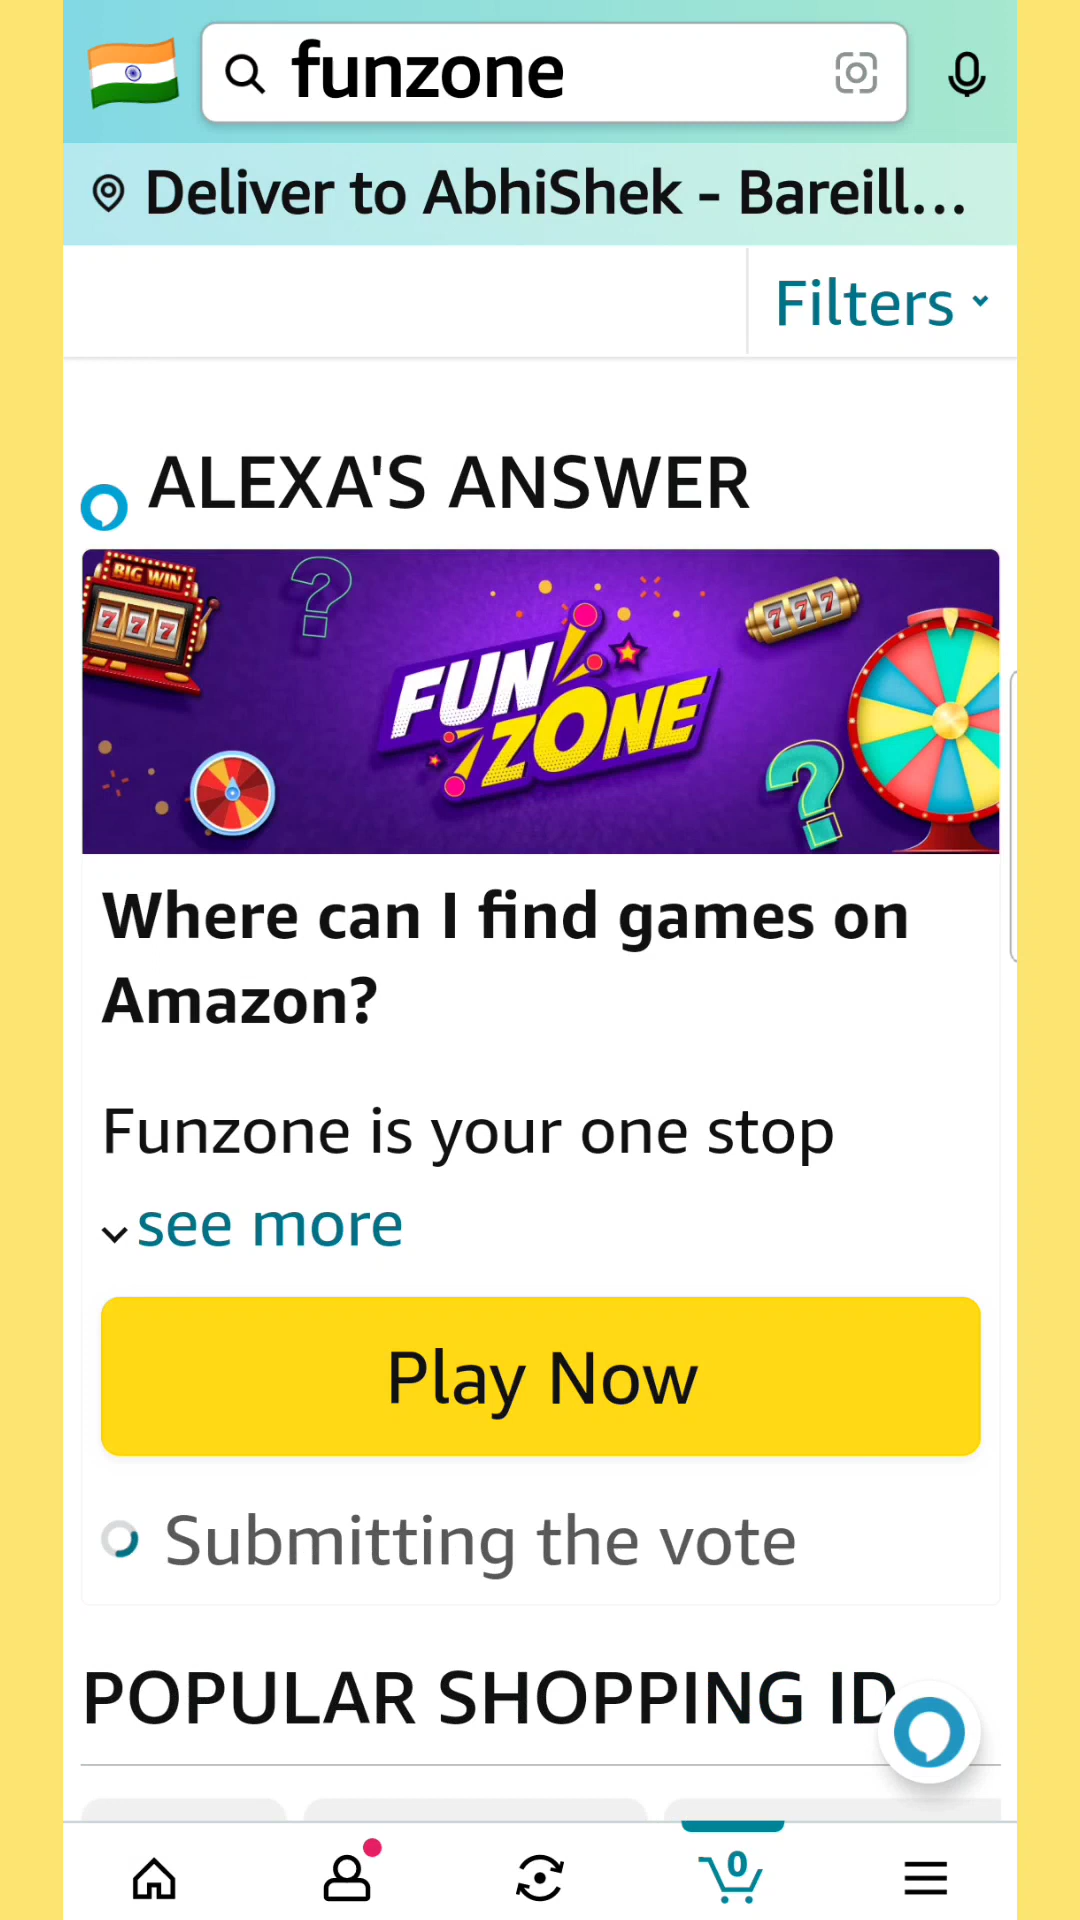 funzone
Deliver to AbhiShek - Bareill...
Filters
ALEXA'S ANSWER
BIG WIN
777
777
FUN
ZONE
Where can I find games on
Amazon?
Funzone is your one stop
see more
Play Now
Submitting the vote
POPULAR SHOPPING ID
0